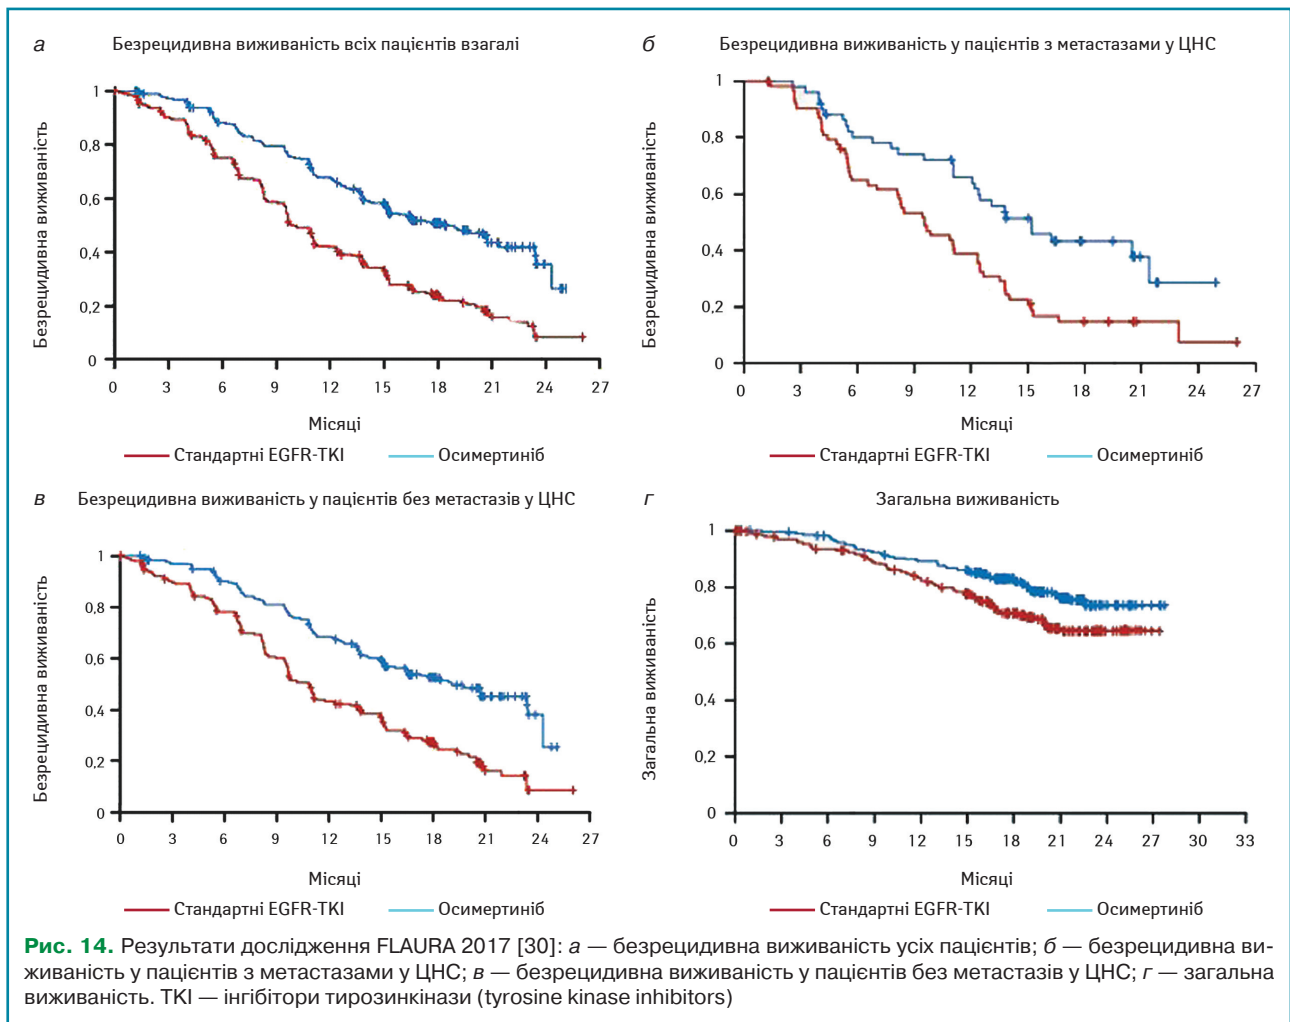 а Безрецидивна виживаність всіх пацієнтів взагалі
Безрецидивна виживаність
1
0,8
0,6
0,4
0,2
0
0 3 6 9 12 15 18 21 24 27
Місяці
Стандартні EGFR-TKI Осимертиніб
б Безрецидивна виживаність у пацієнтів з метастазами у ЦНС
Безрецидивна виживаність
1
0,8
0,6
0,4
0,2
0
0 3 6 9 12 15 18 21 24 27
Місяці
Стандартні EGFR-TKI Осимертиніб
в Безрецидивна виживаність у пацієнтів без метастазів у ЦНС
Безрецидивна виживаність
1
0,8
0,6
0,4
0,2
0
0 3 6 9 12 15 18 21 24 27
Місяці
Стандартні EGFR-TKI Осимертиніб
г Загальна виживаність
Загальна виживаність
1
0,8
0,6
0,4
0,2
0
0 3 6 9 12 15 18 21 24 27 30 33
Місяці
Стандартні EGFR-TKI Осимертиніб
Рис. 14. Результати дослідження FLAURA 2017 [30]: а — безрецидивна виживаність усіх пацієнтів; б — безрецидивна ви-
живаність у пацієнтів з метастазами у ЦНС; в — безрецидивна виживаність у пацієнтів без метастазів у ЦНС; г — загальна
виживаність. TKI — інгібітори тирозинкінази (tyrosine kinase inhibitors)